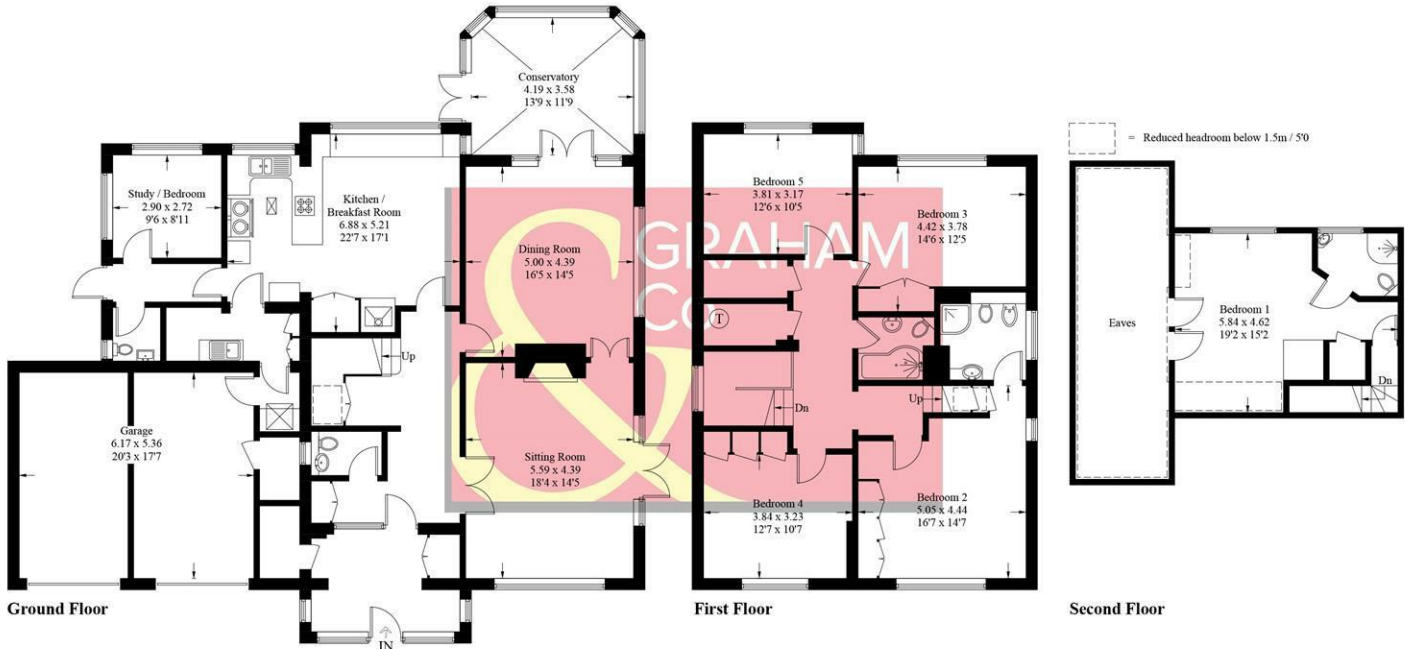 Conservatory
4.19 x 3.58
13'9 x 11'9
Study / Bedroom
2.90 x 2.72
9'6 x 8'11
Kitchen /
Breakfast Room
6.88 x 5.21
22'7 x 17'1
Dining Room
5.00 x 4.39
16'5 x 14'5
Up
Garage
6.17 x 5.36
20'3 x 17'7
Sitting Room
5.59 x 4.39
18'4 x 14'5
IN
Ground Floor
GRAHAM
& Co
Bedroom 5
3.81 x 3.17
12'6 x 10'5
Bedroom 3
4.42 x 3.78
14'6 x 12'5
T
Up
Dn
Bedroom 4
3.84 x 3.23
12'7 x 10'7
Bedroom 2
5.05 x 4.44
16'7 x 14'7
First Floor
= Reduced headroom below 1.5m / 5'0
Eaves
Bedroom 1
5.84 x 4.62
19'2 x 15'2
Dn
Second Floor